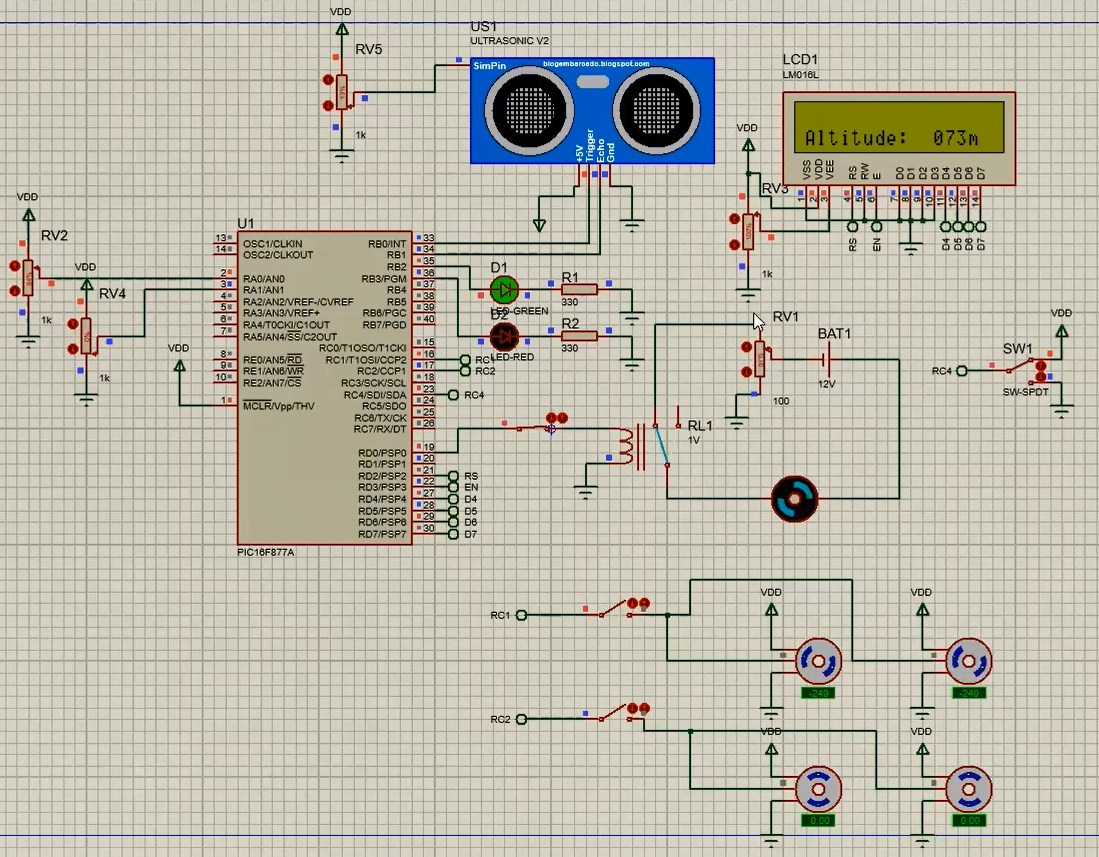 VDD
RV5
1k
US1
ULTRASONIC V2
SimPin
blogembarcado.blogspot.com
+5V
Trigger
Echo
Gnd
LCD1
LM016L
Altitude: 073m
VSS
VDD
VEE
RS
RW
E
D0
D1
D2
D3
D4
D5
D6
D7
1
2
3
4
5
6
7
8
9
10
11
12
13
14
RS
EN
D4
D5
D6
D7
VDD
RV3
1k
VDD
RV2
1k
VDD
RV4
1k
VDD
U1
13 OSC1/CLKIN
14 OSC2/CLKOUT
2 RA0/AN0
3 RA1/AN1
4 RA2/AN2/VREF-/CVREF
5 RA3/AN3/VREF+
6 RA4/T0CKI/C1OUT
7 RA5/AN4/SS/C2OUT
8 RE0/AN5/RD
9 RE1/AN6/WR
10 RE2/AN7/CS
1 MCLR/Vpp/THV
RB0/INT 33
RB1 34
RB2 35
RB3/PGM 36
RB4 37
RB5 38
RB6/PGC 39
RB7/PGD 40
RC0/T1OSO/T1CKI 15
RC1/T1OSI/CCP2 16
RC2/CCP1 17
RC3/SCK/SCL 18
RC4/SDI/SDA 23
RC5/SDO 24
RC6/TX/CK 25
RC7/RX/DT 26
RD0/PSP0 19
RD1/PSP1 20
RD2/PSP2 21
RD3/PSP3 22
RD4/PSP4 27
RD5/PSP5 28
RD6/PSP6 29
RD7/PSP7 30
PIC16F877A
RC2
RC4
RS
EN
D4
D5
D6
D7
D1
LED-GREEN
R1
330
D2
LED-RED
R2
330
RV1
100
BAT1
12V
RL1
1V
VDD
SW1
RC4
SW-SPDT
RC1
VDD
VDD
-249
-249
RC2
VDD
VDD
0.00
0.00